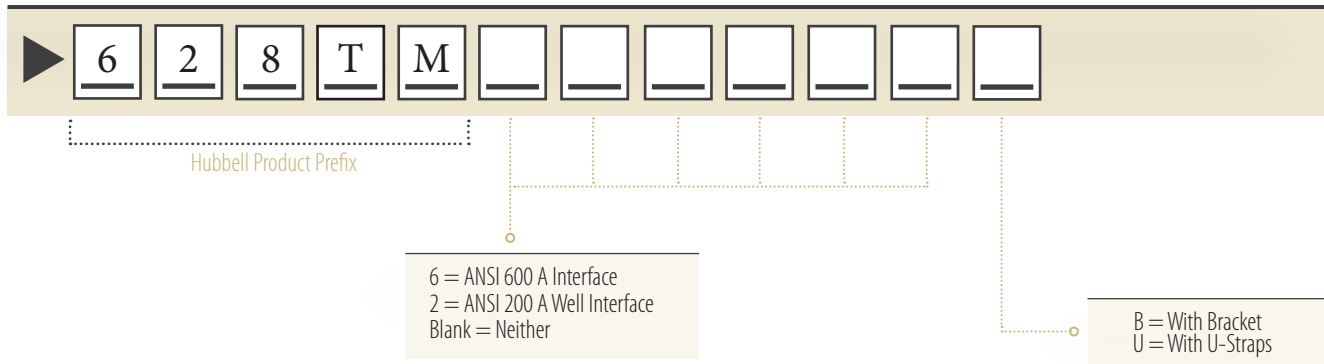 6 2 8 T M
Hubbell Product Prefix
6 = ANSI 600 A Interface
2 = ANSI 200 A Well Interface
Blank = Neither
B = With Bracket
U = With U-Straps